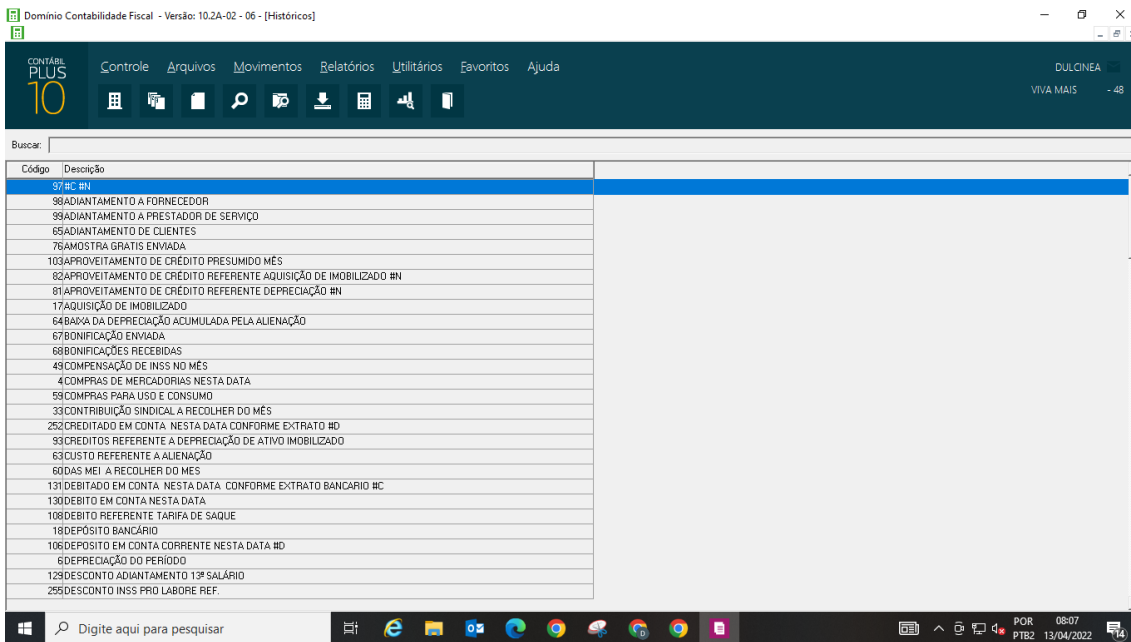 Domínio Contabilidade Fiscal - Versão: 10.2A-02 - 06 - [Históricos]
CONTÁBIL
PLUS
10
Controle Arquivos Movimentos Relatórios Utilitários Favoritos Ajuda
DULCINEA
VIVA MAIS - 48
Buscar:
Código Descrição
97 #C #N
98 ADIANTAMENTO A FORNECEDOR
99 ADIANTAMENTO A PRESTADOR DE SERVIÇO
65 ADIANTAMENTO DE CLIENTES
76 AMOSTRA GRATIS ENVIADA
103 APROVEITAMENTO DE CRÉDITO PRESUMIDO MÊS
82 APROVEITAMENTO DE CRÉDITO REFERENTE AQUISIÇÃO DE IMOBILIZADO #N
81 APROVEITAMENTO DE CRÉDITO REFERENTE DEPRECIAÇÃO #N
17 AQUISIÇÃO DE IMOBILIZADO
64 BAIXA DA DEPRECIAÇÃO ACUMULADA PELA ALIENAÇÃO
67 BONIFICAÇÃO ENVIADA
68 BONIFICAÇÕES RECEBIDAS
49 COMPENSAÇÃO DE INSS NO MÊS
4 COMPRAS DE MERCADORIAS NESTA DATA
59 COMPRAS PARA USO E CONSUMO
33 CONTRIBUIÇÃO SINDICAL A RECOLHER DO MÊS
252 CREDITADO EM CONTA NESTA DATA CONFORME EXTRATO #D
93 CREDITOS REFERENTE A DEPRECIAÇÃO DE ATIVO IMOBILIZADO
63 CUSTO REFERENTE A ALIENAÇÃO
60 DAS MEI A RECOLHER DO MES
131 DEBITADO EM CONTA NESTA DATA CONFORME EXTRATO BANCARIO #C
130 DEBITO EM CONTA NESTA DATA
108 DEBITO REFERENTE TARIFA DE SAQUE
18 DEPÓSITO BANCÁRIO
106 DEPOSITO EM CONTA CORRENTE NESTA DATA #D
6 DEPRECIAÇÃO DO PERÍODO
129 DESCONTO ADIANTAMENTO 13º SALÁRIO
255 DESCONTO INSS PRO LABORE REF.
Digite aqui para pesquisar
POR 08:07
PTB2 13/04/2022
14